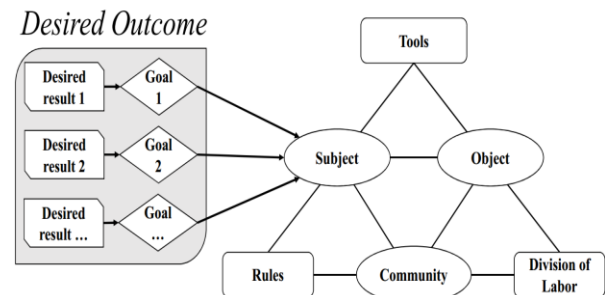 Desired Outcome
Tools
Desired
result 1
Goal
1
Desired
result 2
Goal
2
Subject
Object
Desired
result ...
Goal
...
Rules
Community
Division of
Labor